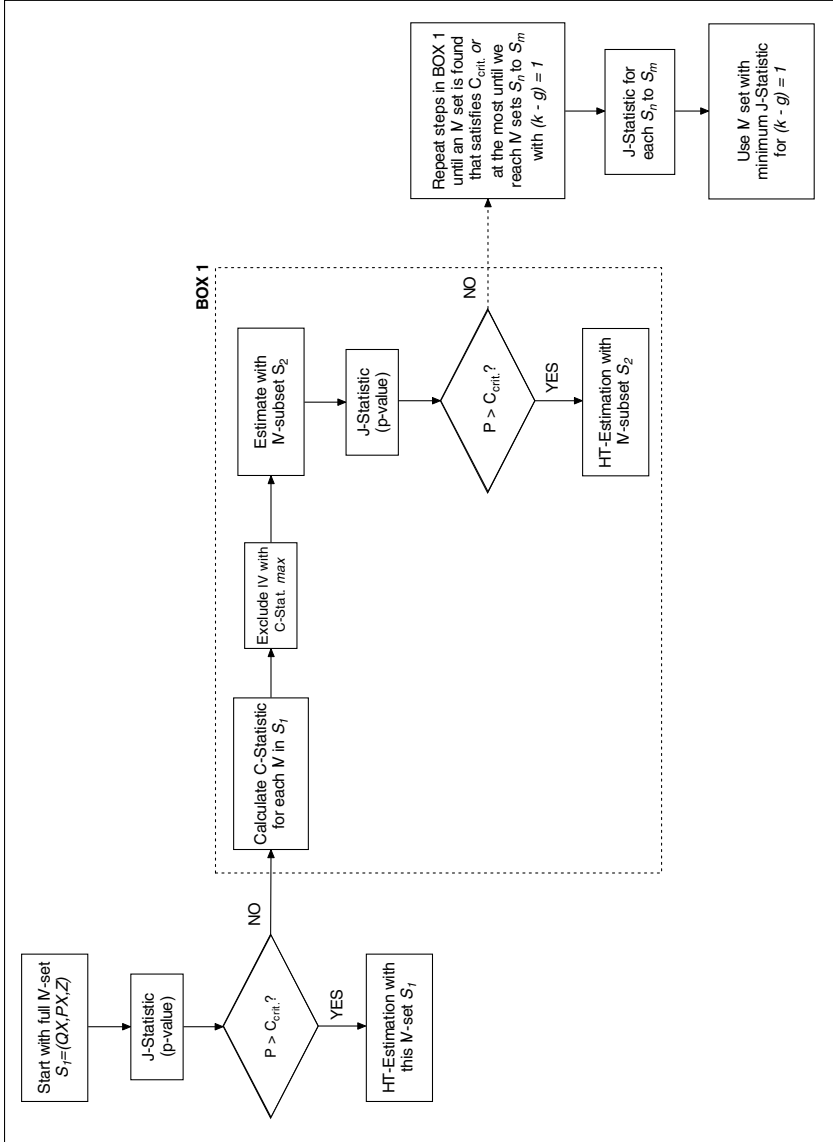 Start with full IV-set
S1=(QX,PX,Z)
J-Statistic
(p-value)
P > Ccrit.?
NO
YES
HT-Estimation with
this IV-set S1
BOX 1
Calculate C-Statistic
for each IV in S1
Exclude IV with
C-Stat. max
Estimate with
IV-subset S2
J-Statistic
(p-value)
P > Ccrit.?
NO
YES
HT-Estimation with
IV-subset S2
Repeat steps in BOX 1
until an IV set is found
that satisfies Ccrit. or
at the most until we
reach IV sets Sn to Sm
with (k - g) = 1
J-Statistic for
each Sn to Sm
Use IV set with
minimum J-Statistic
for (k - g) = 1